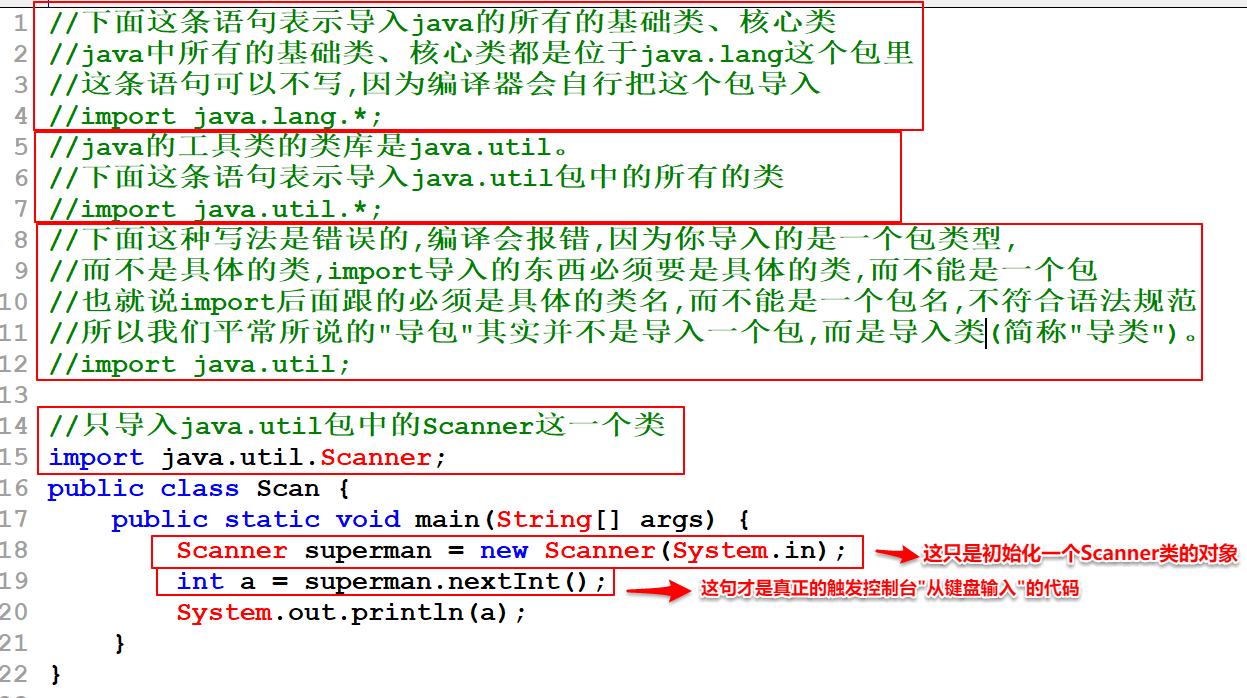 1 //下面这条语句表示导入java的所有的基础类、核心类
2 //java中所有的基础类、核心类都是位于java.lang这个包里
3 //这条语句可以不写,因为编译器会自行把这个包导入
4 //import java.lang.*;
5 //java的工具类的类库是java.util。
6 //下面这条语句表示导入java.util包中的所有的类
7 //import java.util.*;
8 //下面这种写法是错误的,编译会报错,因为你导入的是一个包类型,
9 //而不是具体的类,import导入的东西必须要是具体的类,而不能是一个包
10 //也就说import后面跟的必须是具体的类名,而不能是一个包名,不符合语法规范
11 //所以我们平常所说的"导包"其实并不是导入一个包,而是导入类(简称"导类")。
12 //import java.util;
13
14 //只导入java.util包中的Scanner这一个类
15 import java.util.Scanner;
16 public class Scan {
17     public static void main(String[] args) {
18         Scanner superman = new Scanner(System.in); 这只是初始化一个Scanner类的对象
19         int a = superman.nextInt(); 这句才是真正的触发控制台"从键盘输入"的代码
20         System.out.println(a);
21     }
22 }